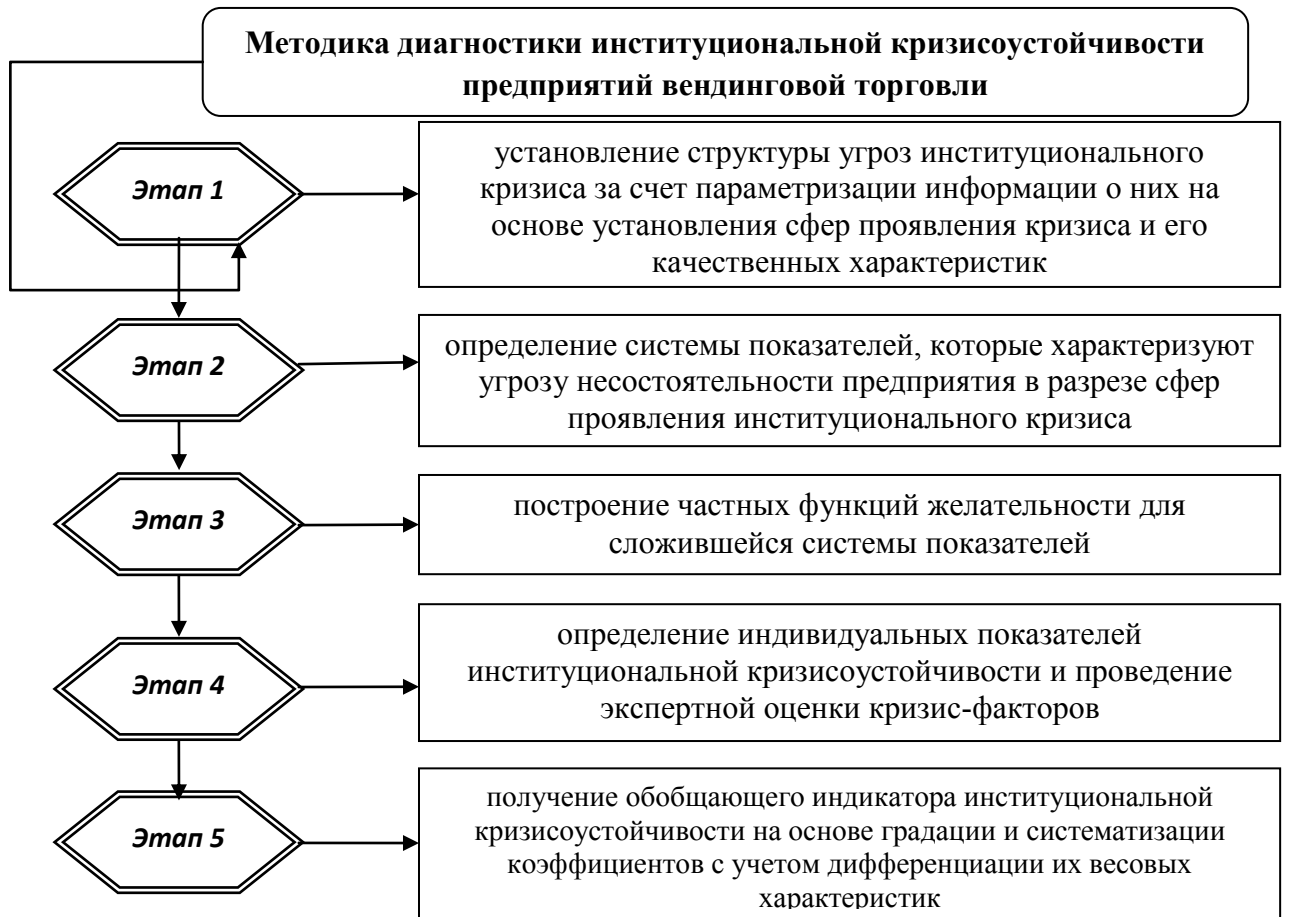 Методика диагностики институциональной кризисоустойчивости
предприятий вендинговой торговли
Этап 1
установление структуры угроз институционального
кризиса за счет параметризации информации о них на
основе установления сфер проявления кризиса и его
качественных характеристик
Этап 2
определение системы показателей, которые характеризуют
угрозу несостоятельности предприятия в разрезе сфер
проявления институционального кризиса
Этап 3
построение частных функций желательности для
сложившейся системы показателей
Этап 4
определение индивидуальных показателей
институциональной кризисоустойчивости и проведение
экспертной оценки кризис-факторов
Этап 5
получение обобщающего индикатора институциональной
кризисоустойчивости на основе градации и систематизации
коэффициентов с учетом дифференциации их весовых
характеристик